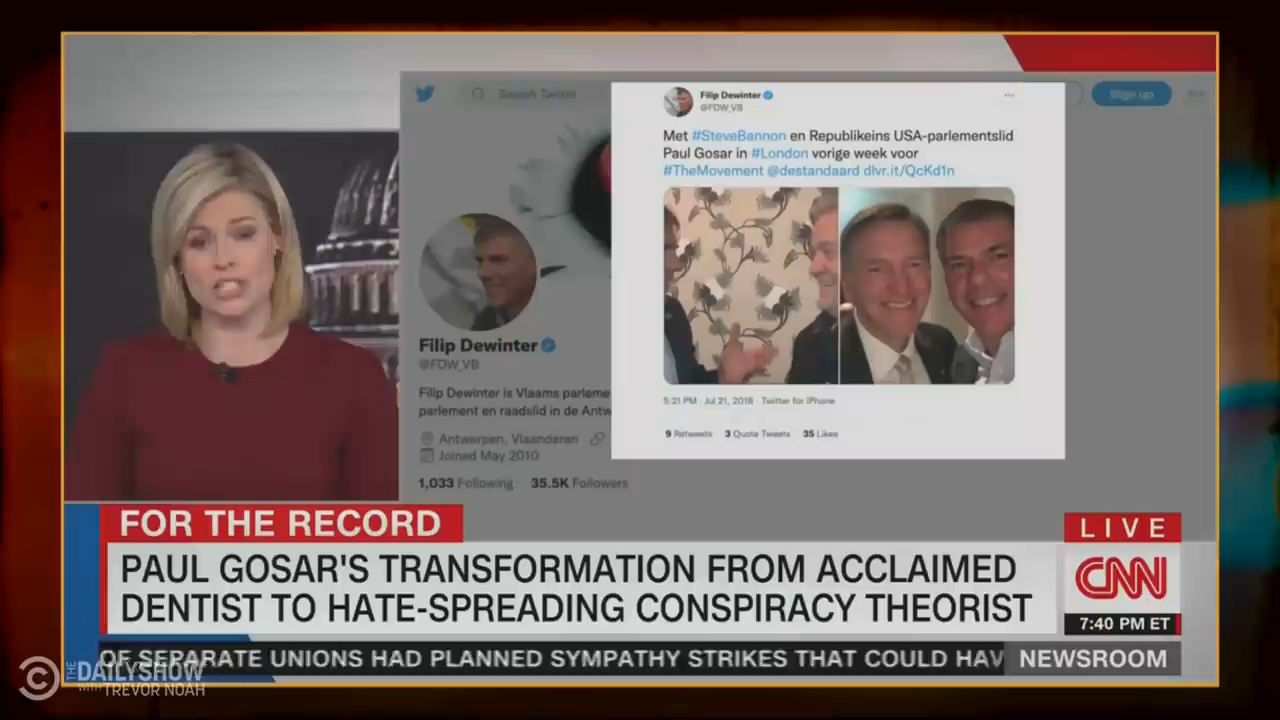 Search Twitter
Sign up
Filip Dewinter
@FDW_VB
Met #SteveBannon en Republikeins USA-parlementslid
Paul Gosar in #London vorige week voor
#TheMovement @destandaard dlvr.it/QcKd1n
5:21 PM · Jul 21, 2018 · Twitter for iPhone
9 Retweets 3 Quote Tweets 35 Likes
Filip Dewinter
@FDW_VB
Filip Dewinter is Vlaams parleme
parlement en raadslid in de Antw
Antwerpen, Vlaanderen
Joined May 2010
1,033 Following 35.5K Followers
FOR THE RECORD
PAUL GOSAR'S TRANSFORMATION FROM ACCLAIMED
DENTIST TO HATE-SPREADING CONSPIRACY THEORIST
LIVE
CNN
7:40 PM ET
OF SEPARATE UNIONS HAD PLANNED SYMPATHY STRIKES THAT COULD HAV
NEWSROOM
THE
DAILYSHOW
WITH TREVOR NOAH